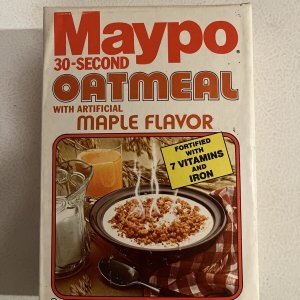 Maypo®
30-SECOND
OATMEAL
WITH ARTIFICIAL
MAPLE FLAVOR
FORTIFIED
WITH
7 VITAMINS
AND
IRON